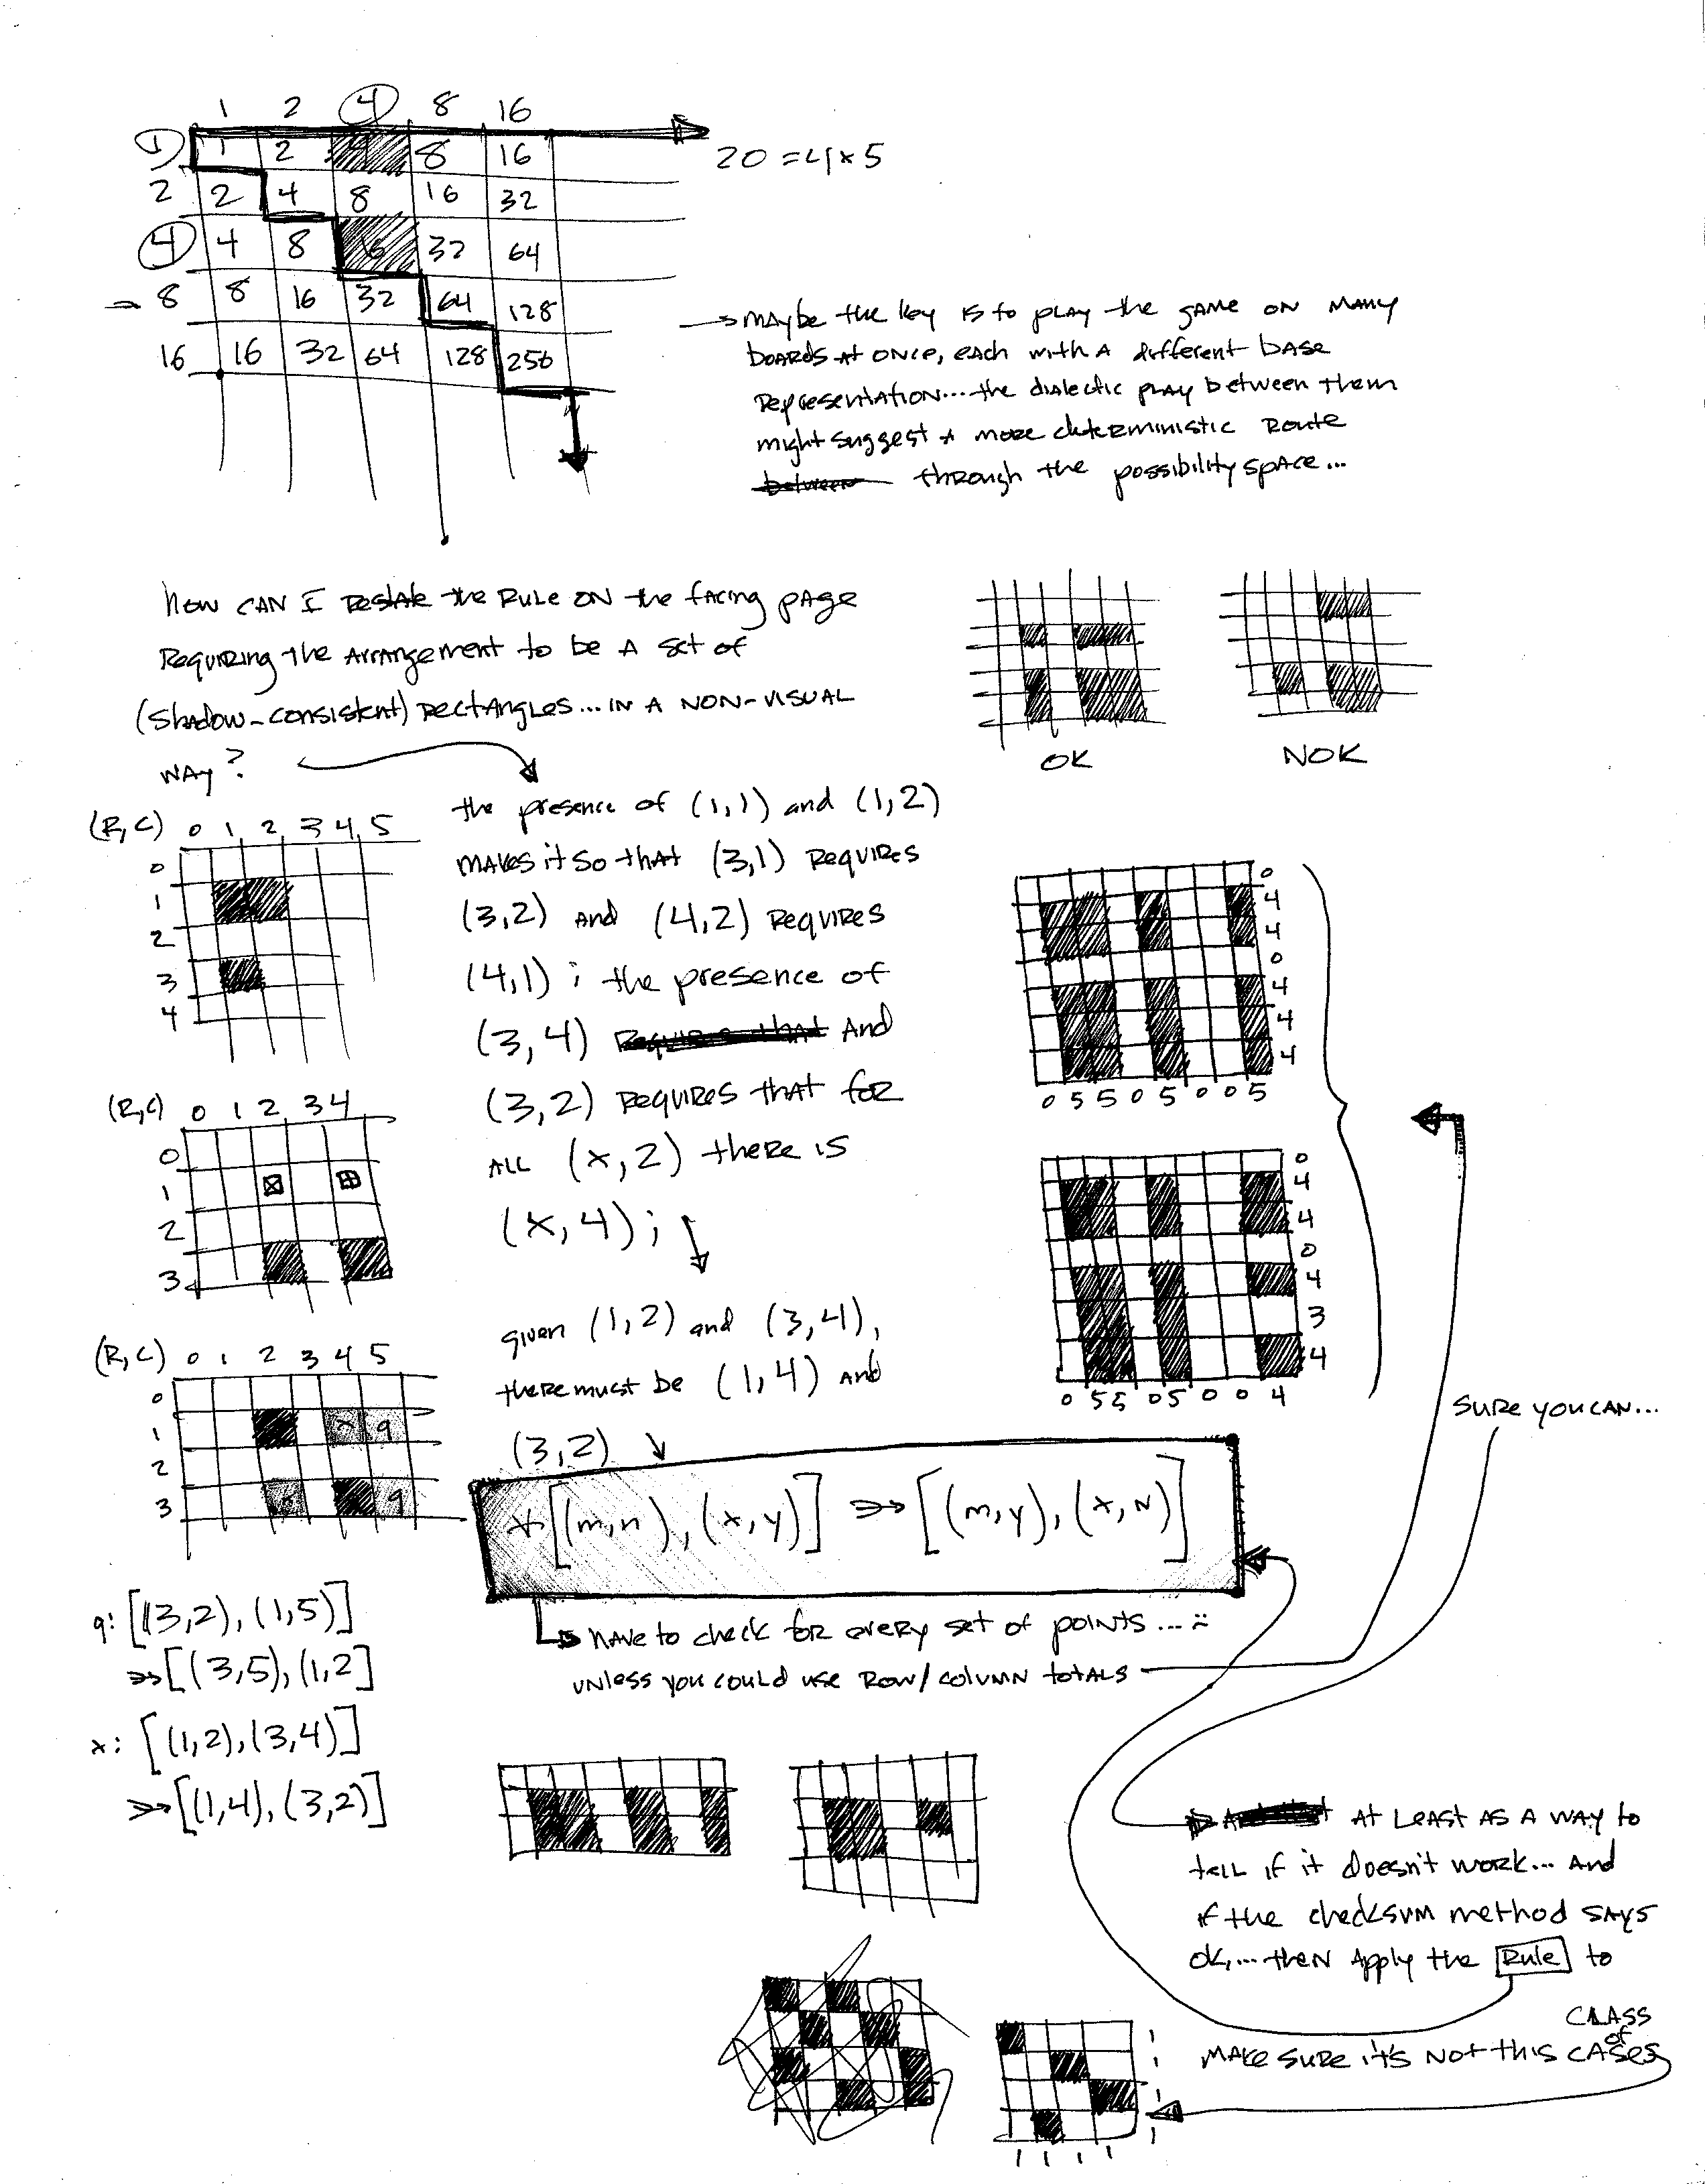 1 2 4 8 16
1 1 2 8 16
2 2 4 8 16 32
4 4 8 16 32 64
8 8 16 32 64 128
16 16 32 64 128 256
20 = 4 x 5
→ maybe the key is to play the game on many
boards at once, each with a different base
representation... the dialectic play between them
might suggest a more deterministic route
between through the possibility space...
How can I restate the rule on the facing page
requiring the arrangement to be a set of
(shadow-consistent) rectangles... in a non-visual
way?
OK
NOK
the presence of (1,1) and (1,2)
makes it so that (3,1) requires
(3,2) and (4,2) requires
(4,1); the presence of
(3,4) requires that and
(3,2) requires that for
all (x,2) there is
(x,4);
given (1,2) and (3,4),
there must be (1,4) and
(3,2)
(R,C) 0 1 2 3 4 5
0
1
2
3
4
(R,C) 0 1 2 3 4
0
1
2
3
(R,C) 0 1 2 3 4 5
0
1 x q
2
3 x q
0
4
4
0
4
4
4
0 5 5 0 5 0 0 5
0
4
4
0
4
3
4
0 5 5 0 5 0 0 4
[(m,n), (x,y)] ⇒ [(m,y), (x,n)]
have to check for every set of points...
unless you could use row/column totals
sure you can...
q: [(3,2), (1,5)]
⇒ [(3,5), (1,2]
x: [(1,2), (3,4)]
⇒ [(1,4), (3,2)]
at least as a way to
tell if it doesn't work... and
if the checksum method says
ok,... then apply the Rule to
make sure it's not this class of cases
1
1
1
1
1 1 1 1